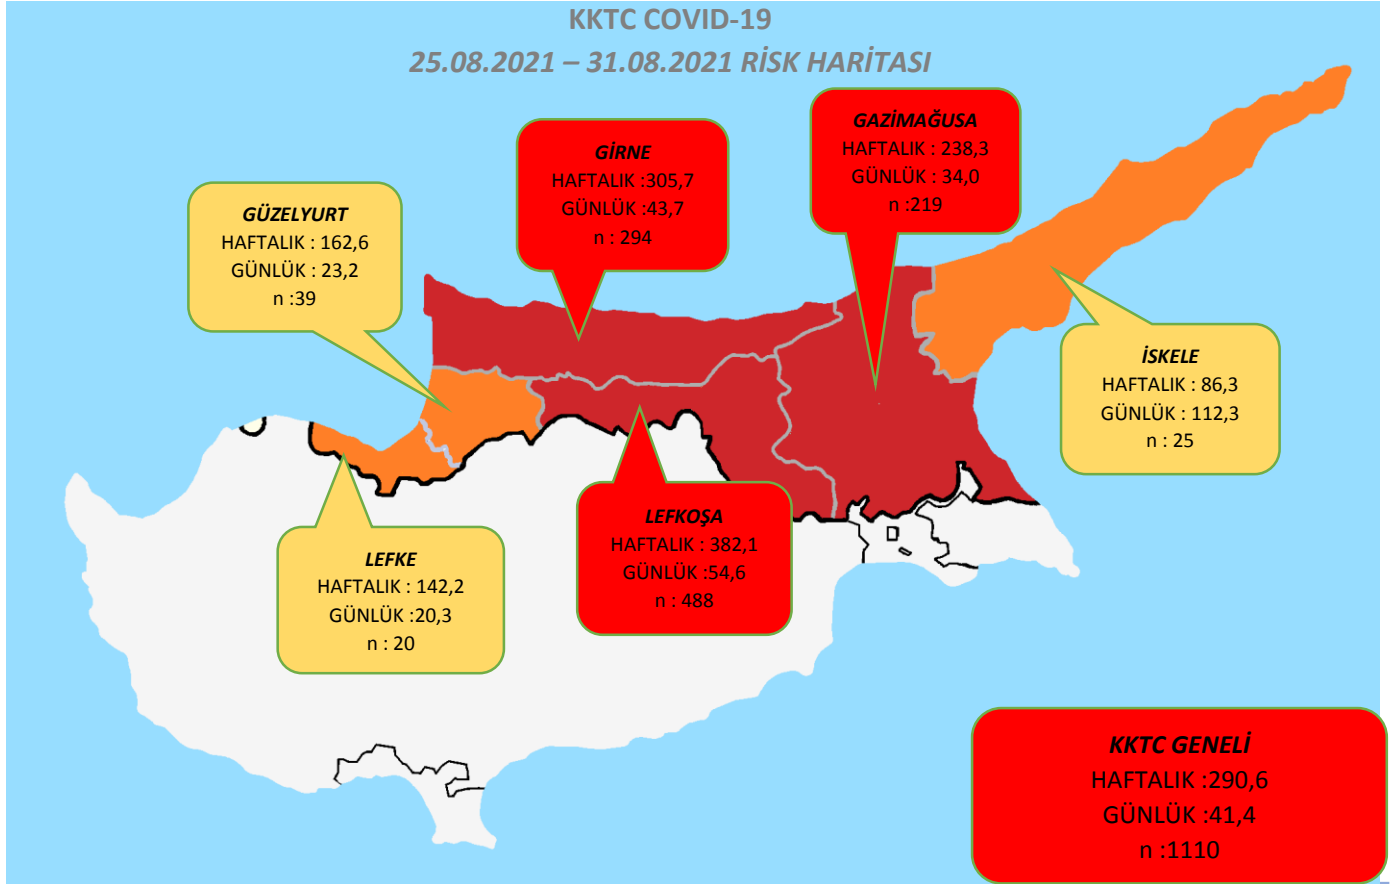 KKTC COVID-19
25.08.2021 – 31.08.2021 RİSK HARİTASI
GAZİMAĞUSA
HAFTALIK : 238,3
GÜNLÜK : 34,0
n :219
GİRNE
HAFTALIK :305,7
GÜNLÜK :43,7
n : 294
GÜZELYURT
HAFTALIK : 162,6
GÜNLÜK : 23,2
n :39
İSKELE
HAFTALIK : 86,3
GÜNLÜK : 112,3
n : 25
LEFKOŞA
HAFTALIK : 382,1
GÜNLÜK :54,6
n : 488
LEFKE
HAFTALIK : 142,2
GÜNLÜK :20,3
n : 20
KKTC GENELİ
HAFTALIK :290,6
GÜNLÜK :41,4
n :1110